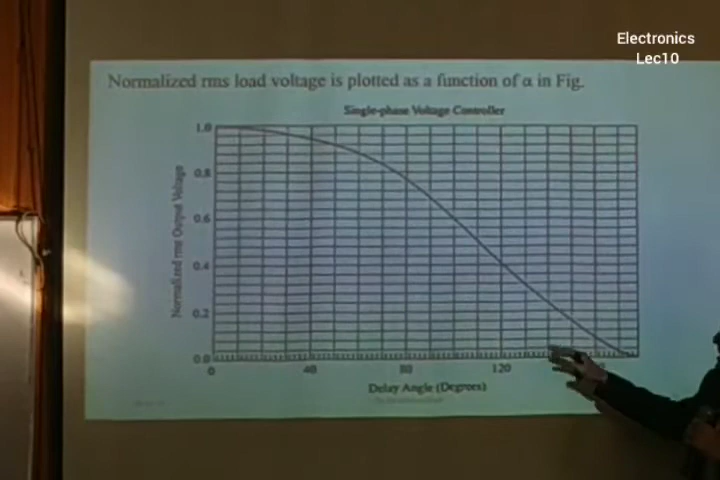 Electronics
Lec10
Normalized rms load voltage is plotted as a function of α in Fig.
Single-phase Voltage Controller
Normalized rms Output Voltage
1.0
0.8
0.6
0.4
0.2
0.0
0
40
80
120
Delay Angle (Degrees)